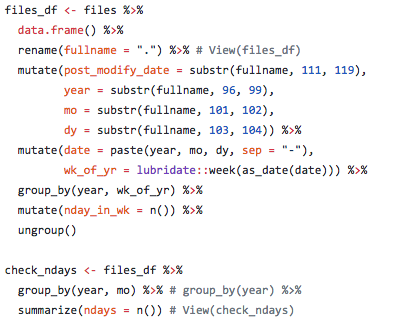 files_df <- files %>%
data.frame() %>%
rename(fullname = ".") %>% # View(files_df)
mutate(post_modify_date = substr(fullname, 111, 119),
year = substr(fullname, 96, 99),
mo = substr(fullname, 101, 102),
dy = substr(fullname, 103, 104)) %>%
mutate(date = paste(year, mo, dy, sep = "-"),
wk_of_yr = lubridate::week(as_date(date))) %>%
group_by(year, wk_of_yr) %>%
mutate(nday_in_wk = n()) %>%
ungroup()
check_ndays <- files_df %>%
group_by(year, mo) %>% # group_by(year) %>%
summarize(ndays = n()) # View(check_ndays)